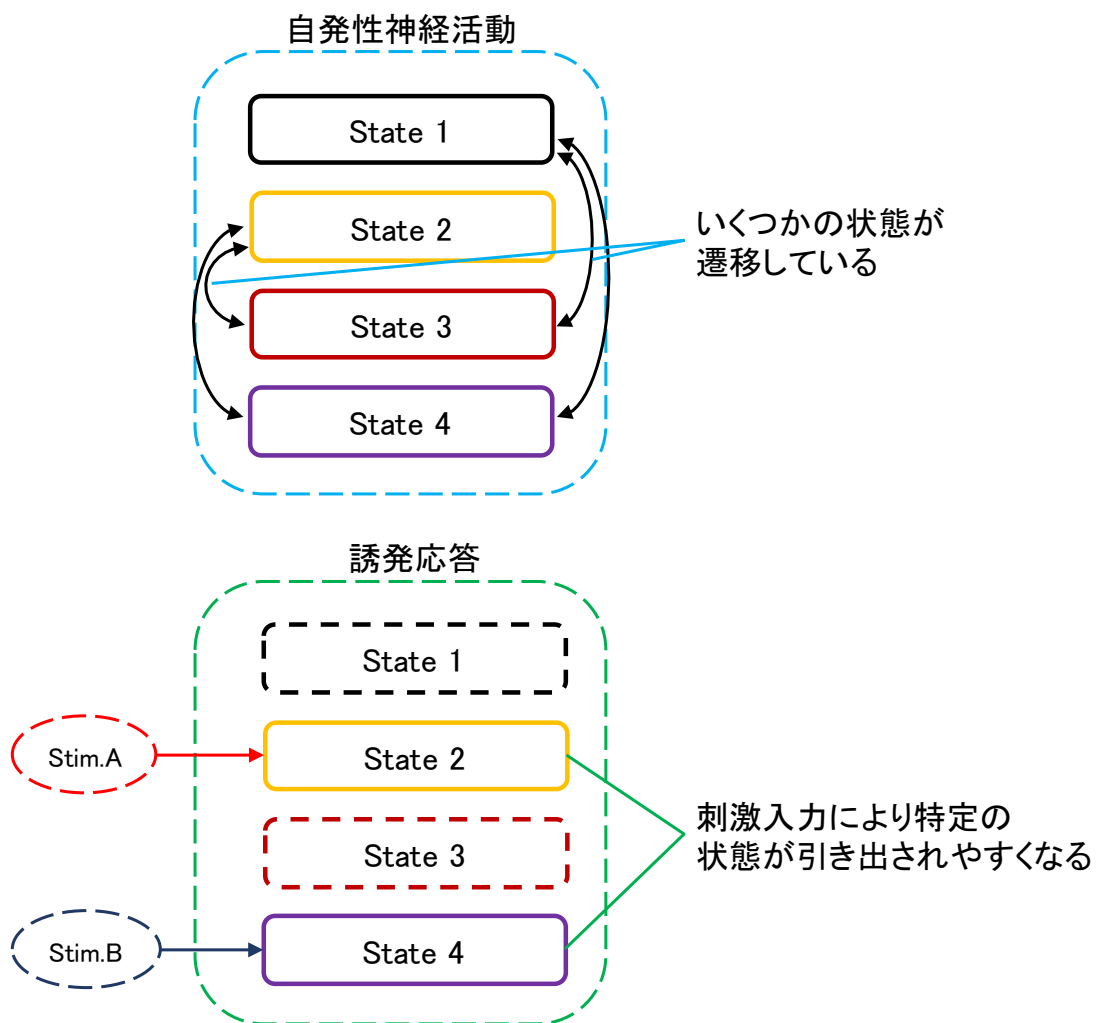 自発性神経活動
State 1
State 2
State 3
State 4
いくつかの状態が
遷移している
誘発応答
State 1
Stim.A
State 2
State 3
Stim.B
State 4
刺激入力により特定の
状態が引き出されやすくなる